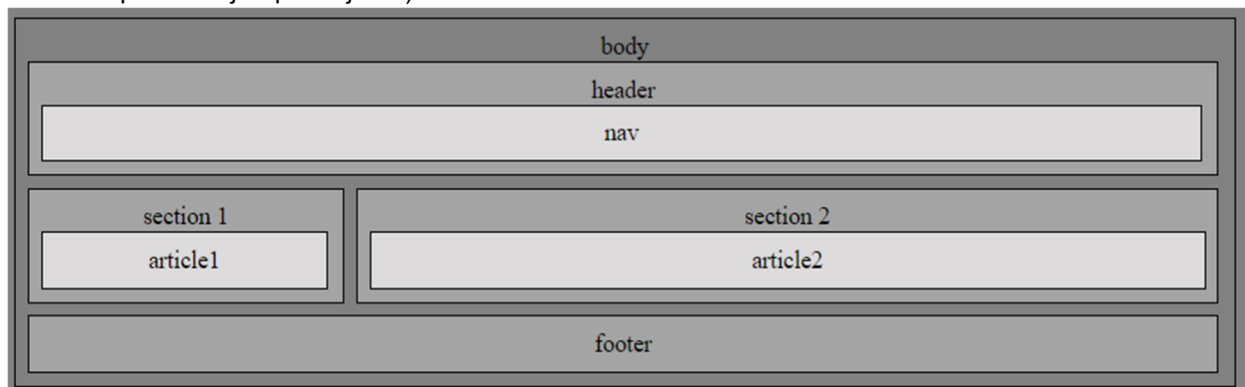 body
header
nav
section 1
section 2
article1
article2
footer